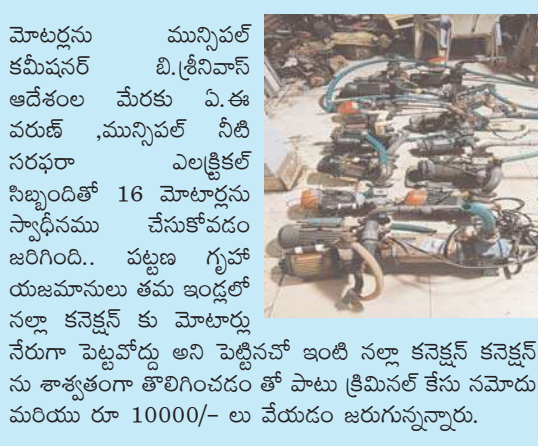 మోటర్లను మున్సిపల్
కమీషనర్ బి.శ్రీనివాస్
ఆదేశంల మేరకు ఏ.ఈ
వరుణ్ ,మున్సిపల్ నీటి
సరఫరా ఎలక్ట్రికల్
సిబ్బందితో 16 మోటార్లను
స్వాధీనము చేసుకోవడం
జరిగింది.. పట్టణ గృహ
యజమానులు తమ ఇండ్లలో
నల్లా కనెక్షన్ కు మోటార్లు
నేరుగా పెట్టవోద్దు అని పెట్టినచో ఇంటి నల్లా కనెక్షన్ కనెక్షన్
ను శాశ్వతంగా తొలిగించడం తో పాటు క్రిమినల్ కేసు నమోదు
మరియు రూ 10000/- లు వేయడం జరుగున్నన్నారు.